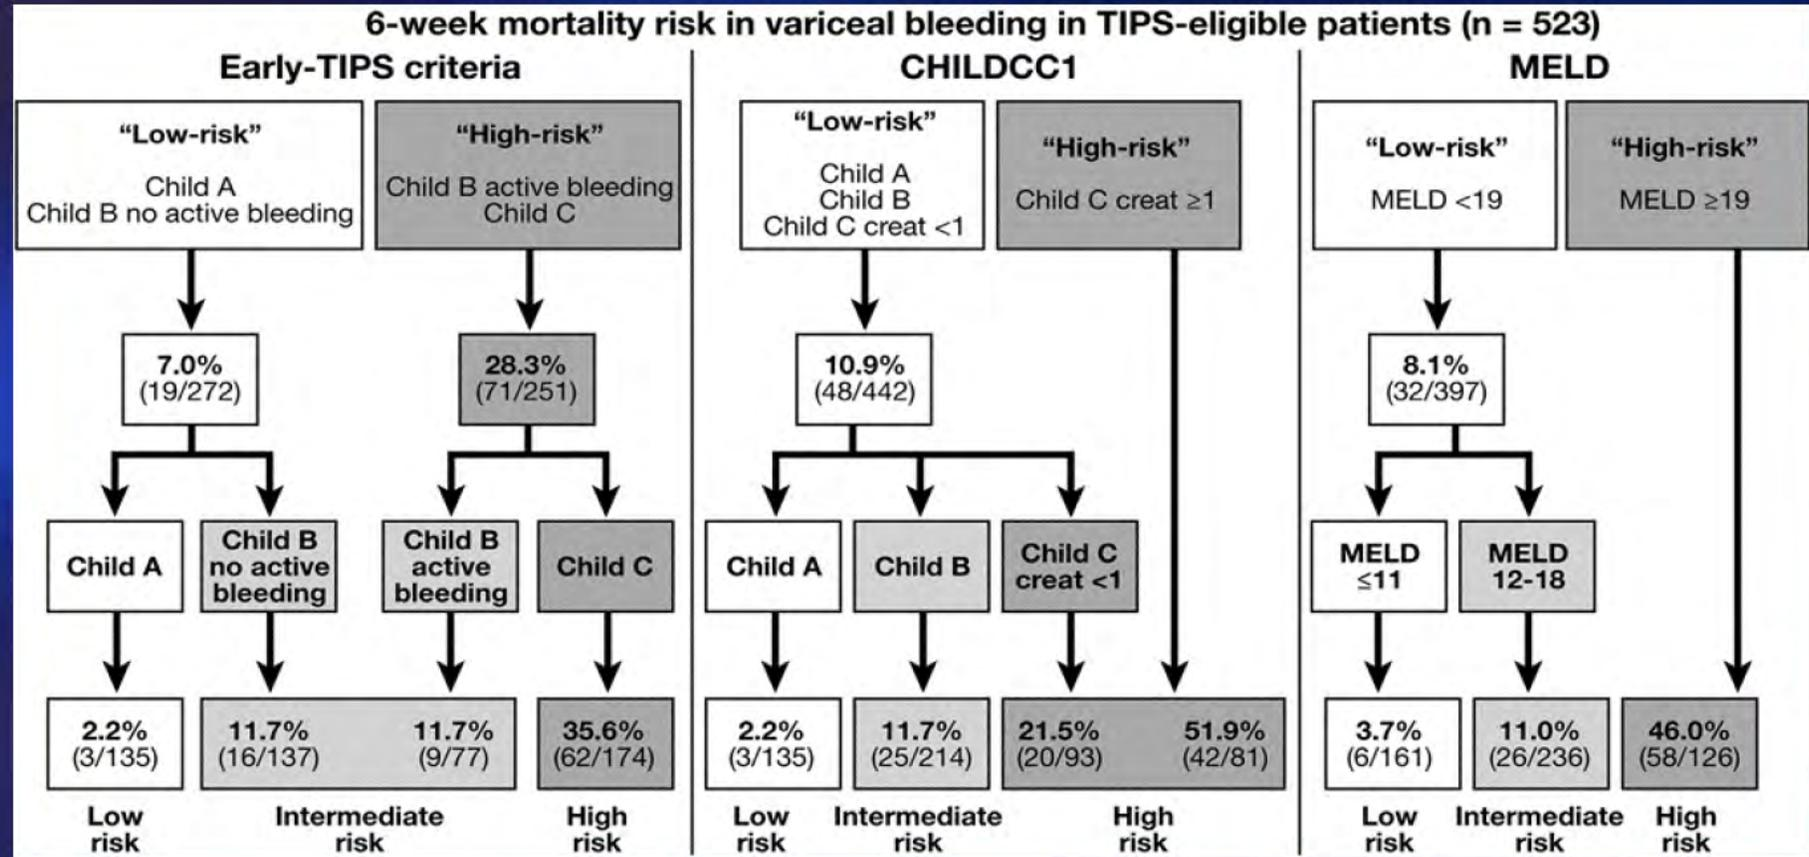 6-week mortality risk in variceal bleeding in TIPS-eligible patients (n = 523)
Early-TIPS criteria
“Low-risk”
Child A
Child B no active bleeding
“High-risk”
Child B active bleeding
Child C
7.0%
(19/272)
28.3%
(71/251)
Child A
Child B
no active
bleeding
Child B
active
bleeding
Child C
2.2%
(3/135)
11.7%
(16/137)
11.7%
(9/77)
35.6%
(62/174)
Low
risk
Intermediate
risk
High
risk
CHILDCC1
“Low-risk”
Child A
Child B
Child C creat <1
“High-risk”
Child C creat ≥1
10.9%
(48/442)
Child A
Child B
Child C
creat <1
2.2%
(3/135)
11.7%
(25/214)
21.5%
(20/93)
51.9%
(42/81)
Low
risk
Intermediate
risk
High
risk
MELD
“Low-risk”
MELD <19
“High-risk”
MELD ≥19
8.1%
(32/397)
MELD
≤11
MELD
12-18
3.7%
(6/161)
11.0%
(26/236)
46.0%
(58/126)
Low
risk
Intermediate
risk
High
risk